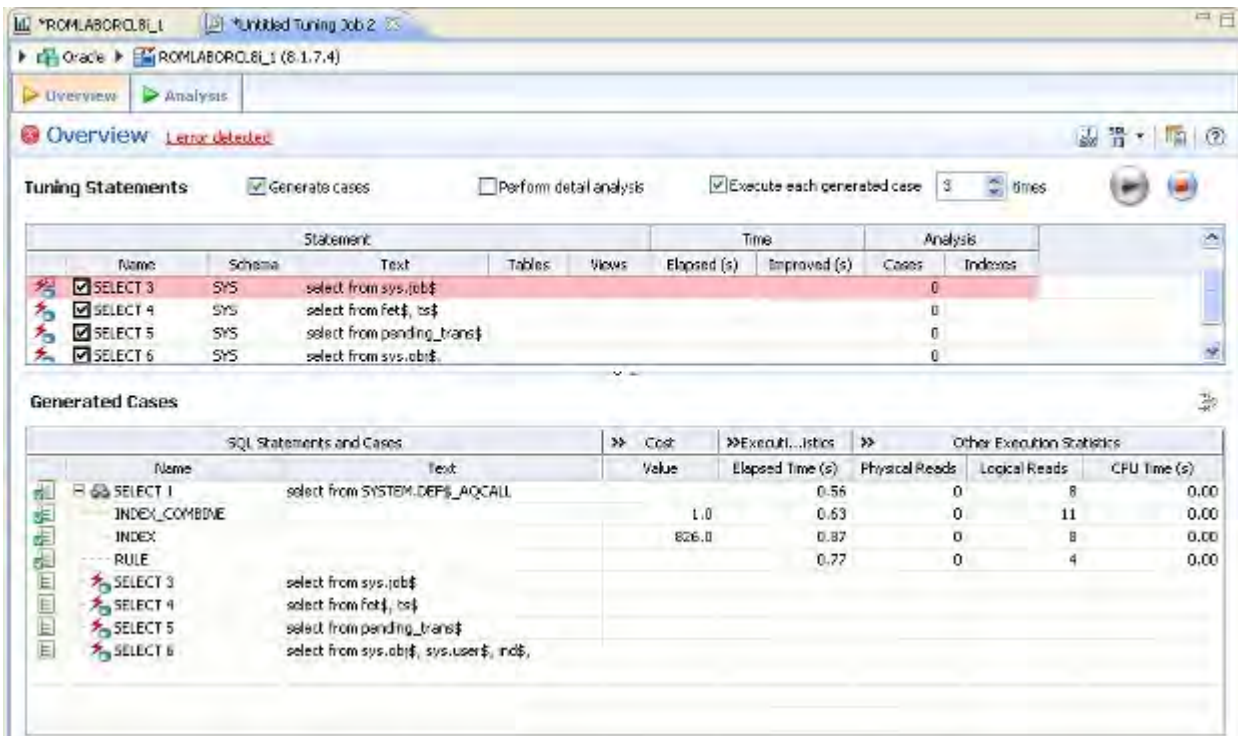 *ROMLABORCL8i_1 *Untitled Tuning Job 2
Oracle ROMLABORCL8i_1 (8.1.7.4)
Overview Analysis
Overview 1 error detected
Tuning Statements Generate cases Perform detail analysis Execute each generated case 3 times
Statement Time Analysis
Name Schema Text Tables Views Elapsed (s) Improved (s) Cases Indexes
SELECT 3 SYS select from sys.job$ 0
SELECT 4 SYS select from fet$, ts$ 0
SELECT 5 SYS select from pending_trans$ 0
SELECT 6 SYS select from sys.obj$, 0
Generated Cases
SQL Statements and Cases Cost Executi...istics Other Execution Statistics
Name Text Value Elapsed Time (s) Physical Reads Logical Reads CPU Time (s)
SELECT 1 select from SYSTEM.DEF$_AQCALL 0.56 0 8 0.00
INDEX_COMBINE 1.0 0.63 0 11 0.00
INDEX 826.0 0.87 0 8 0.00
RULE 0.77 0 4 0.00
SELECT 3 select from sys.job$
SELECT 4 select from fet$, ts$
SELECT 5 select from pending_trans$
SELECT 6 select from sys.obj$, sys.user$, ind$,